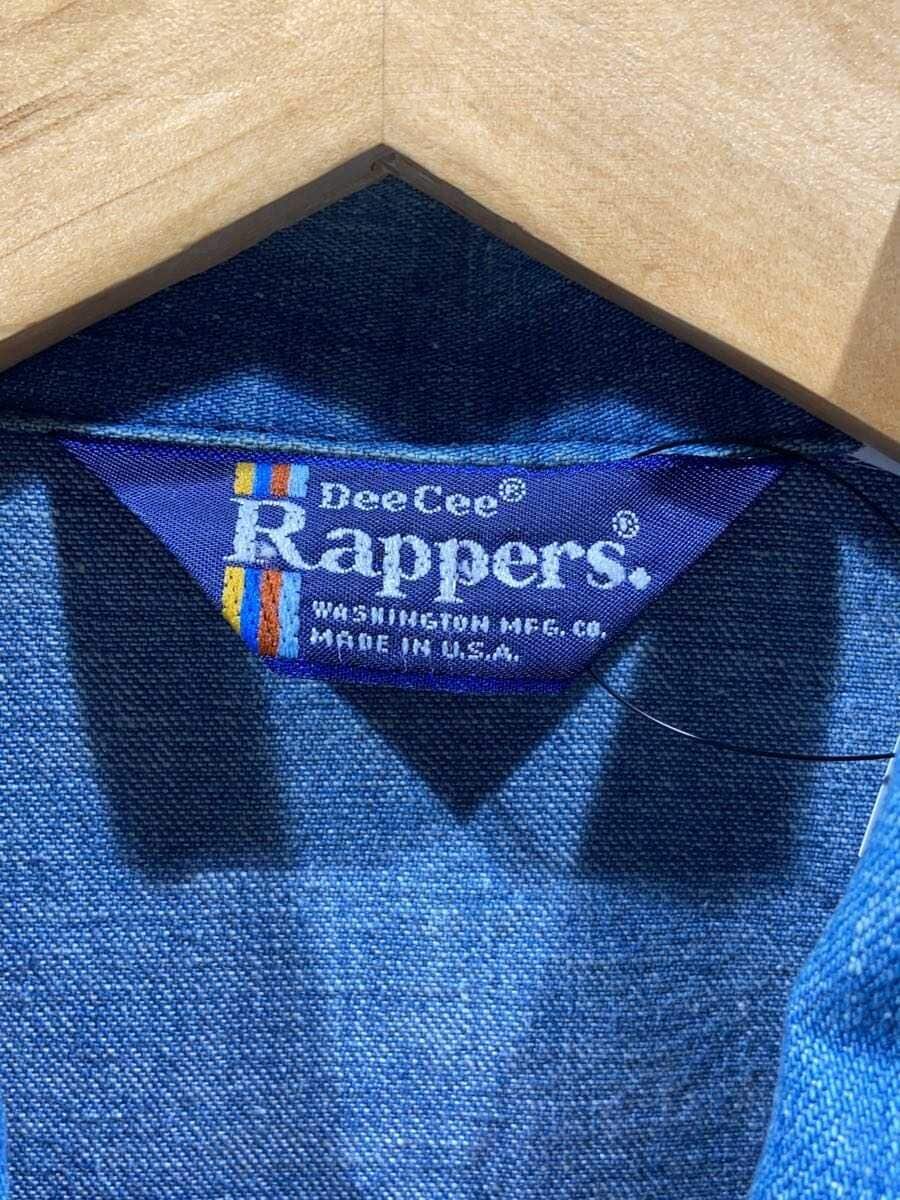 DeeCee®
Rappers®.
WASHINGTON MFG. CO.
MADE IN U.S.A.